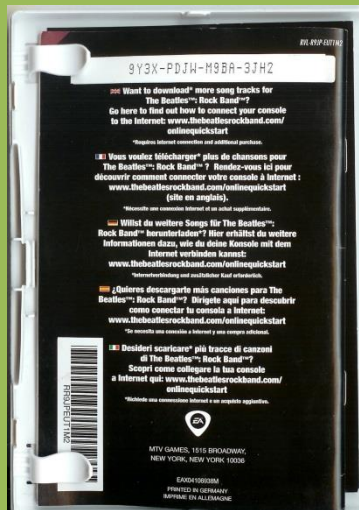 RVL-R9JP-EUT1M2
9Y3X-PDJW-M9BA-3JH2
Want to download* more song tracks for
The Beatles™: Rock Band™?
Go here to find out how to connect your console
to the Internet: www.thebeatlesrockband.com/
onlinequickstart
*Requires internet connection and additional purchase.
Vous voulez télécharger* plus de chansons pour
The Beatles™: Rock Band™ ? Rendez-vous ici pour
découvrir comment connecter votre console à Internet :
www.thebeatlesrockband.com/onlinequickstart
(site en anglais).
*Nécessite une connexion Internet et un achat supplémentaire.
Willst du weitere Songs für The Beatles™:
Rock Band™ herunterladen*? Hier erhältst du weitere
Informationen dazu, wie du deine Konsole mit dem
Internet verbinden kannst:
www.thebeatlesrockband.com/onlinequickstart
*Internetverbindung und zusätzlicher Kauf erforderlich.
¿Quieres descargarte más canciones para The
Beatles™: Rock Band™? Dirígete aquí para descubrir
como conectar tu consola a Internet:
www.thebeatlesrockband.com/onlinequickstart
*Se necesita una conexión a Internet y una compra adicional.
Desideri scaricare* più tracce di canzoni
di The Beatles™: Rock Band™?
Scopri come collegare la tua console
a Internet qui: www.thebeatlesrockband.com/
onlinequickstart
*Richiede una connessione Internet e un acquisto aggiuntivo.
RR9JPEUT1M2
EA
MTV GAMES, 1515 BROADWAY,
NEW YORK, NEW YORK 10036
EAX04106938M
PRINTED IN GERMANY
IMPRIME EN ALLEMAGNE